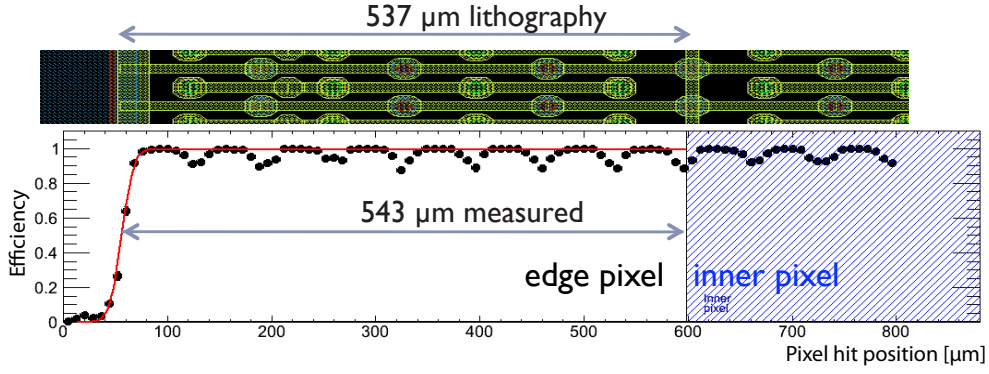 537 µm lithography
1
0.8
0.6
0.4
0.2
0
Efficiency
543 µm measured
edge pixel
inner pixel
Inner
pixel
0 100 200 300 400 500 600 700 800
Pixel hit position [µm]